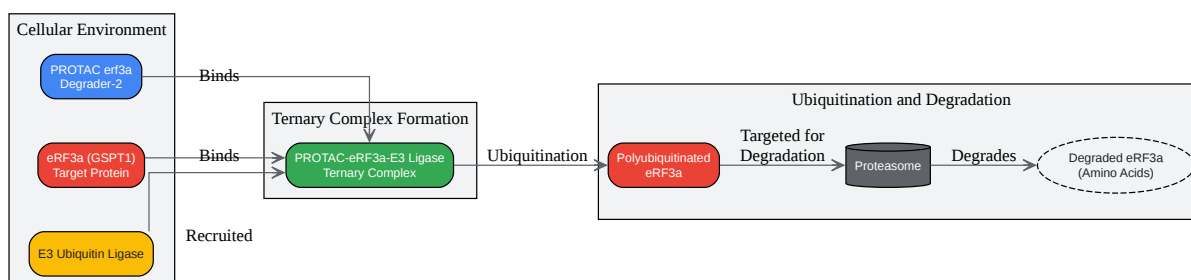 Cellular Environment
PROTAC erf3a
Degrader-2
Binds
eRF3a (GSPT1)
Target Protein
Binds
E3 Ubiquitin Ligase
Recruited
Ternary Complex Formation
PROTAC-eRF3a-E3 Ligase
Ternary Complex
Ubiquitination
Ubiquitination and Degradation
Polyubiquitinated
eRF3a
Targeted for
Degradation
Proteasome
Degrades
Degraded eRF3a
(Amino Acids)